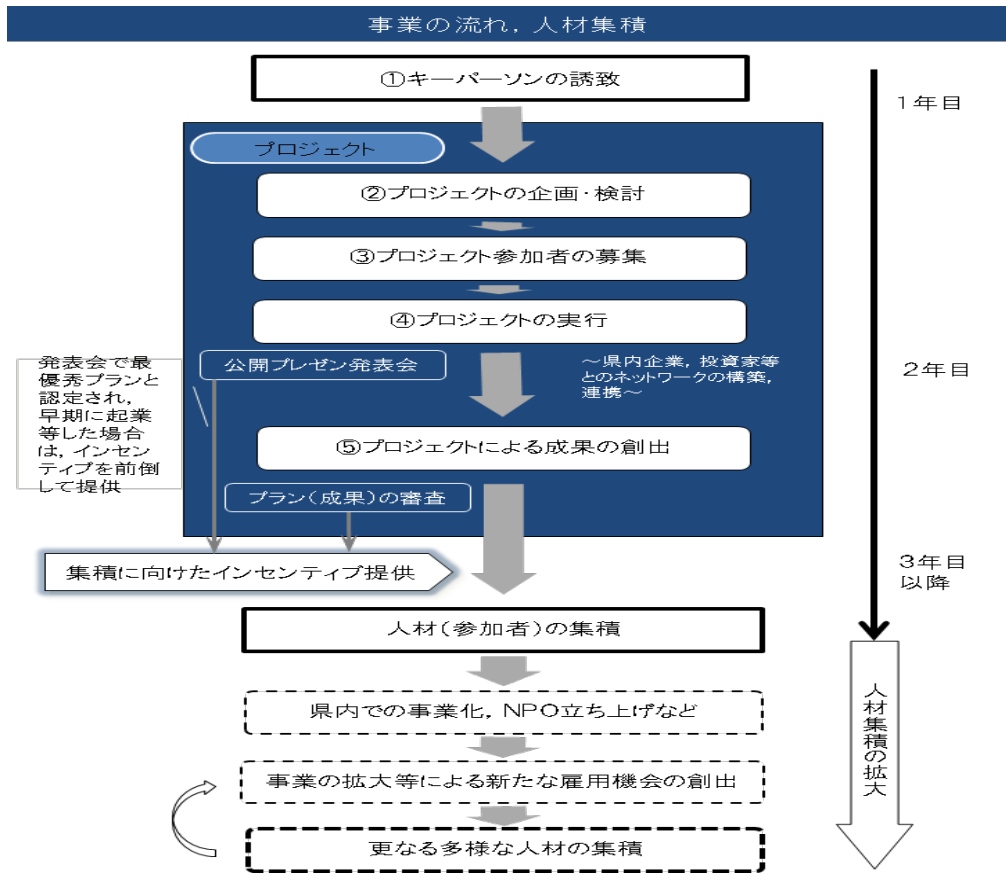 事業の流れ，人材集積
①キーパーソンの誘致
1年目
プロジェクト
②プロジェクトの企画・検討
③プロジェクト参加者の募集
④プロジェクトの実行
発表会で最
優秀プランと
認定され，
早期に起業
等した場合
は，インセン
ティブを前倒
して提供
公開プレゼン発表会
～県内企業，投資家等
とのネットワークの構築，
連携～
2年目
⑤プロジェクトによる成果の創出
プラン（成果）の審査
集積に向けたインセンティブ提供
3年目
以降
人材（参加者）の集積
県内での事業化，NPO立ち上げなど
事業の拡大等による新たな雇用機会の創出
更なる多様な人材の集積
人材集積の拡大